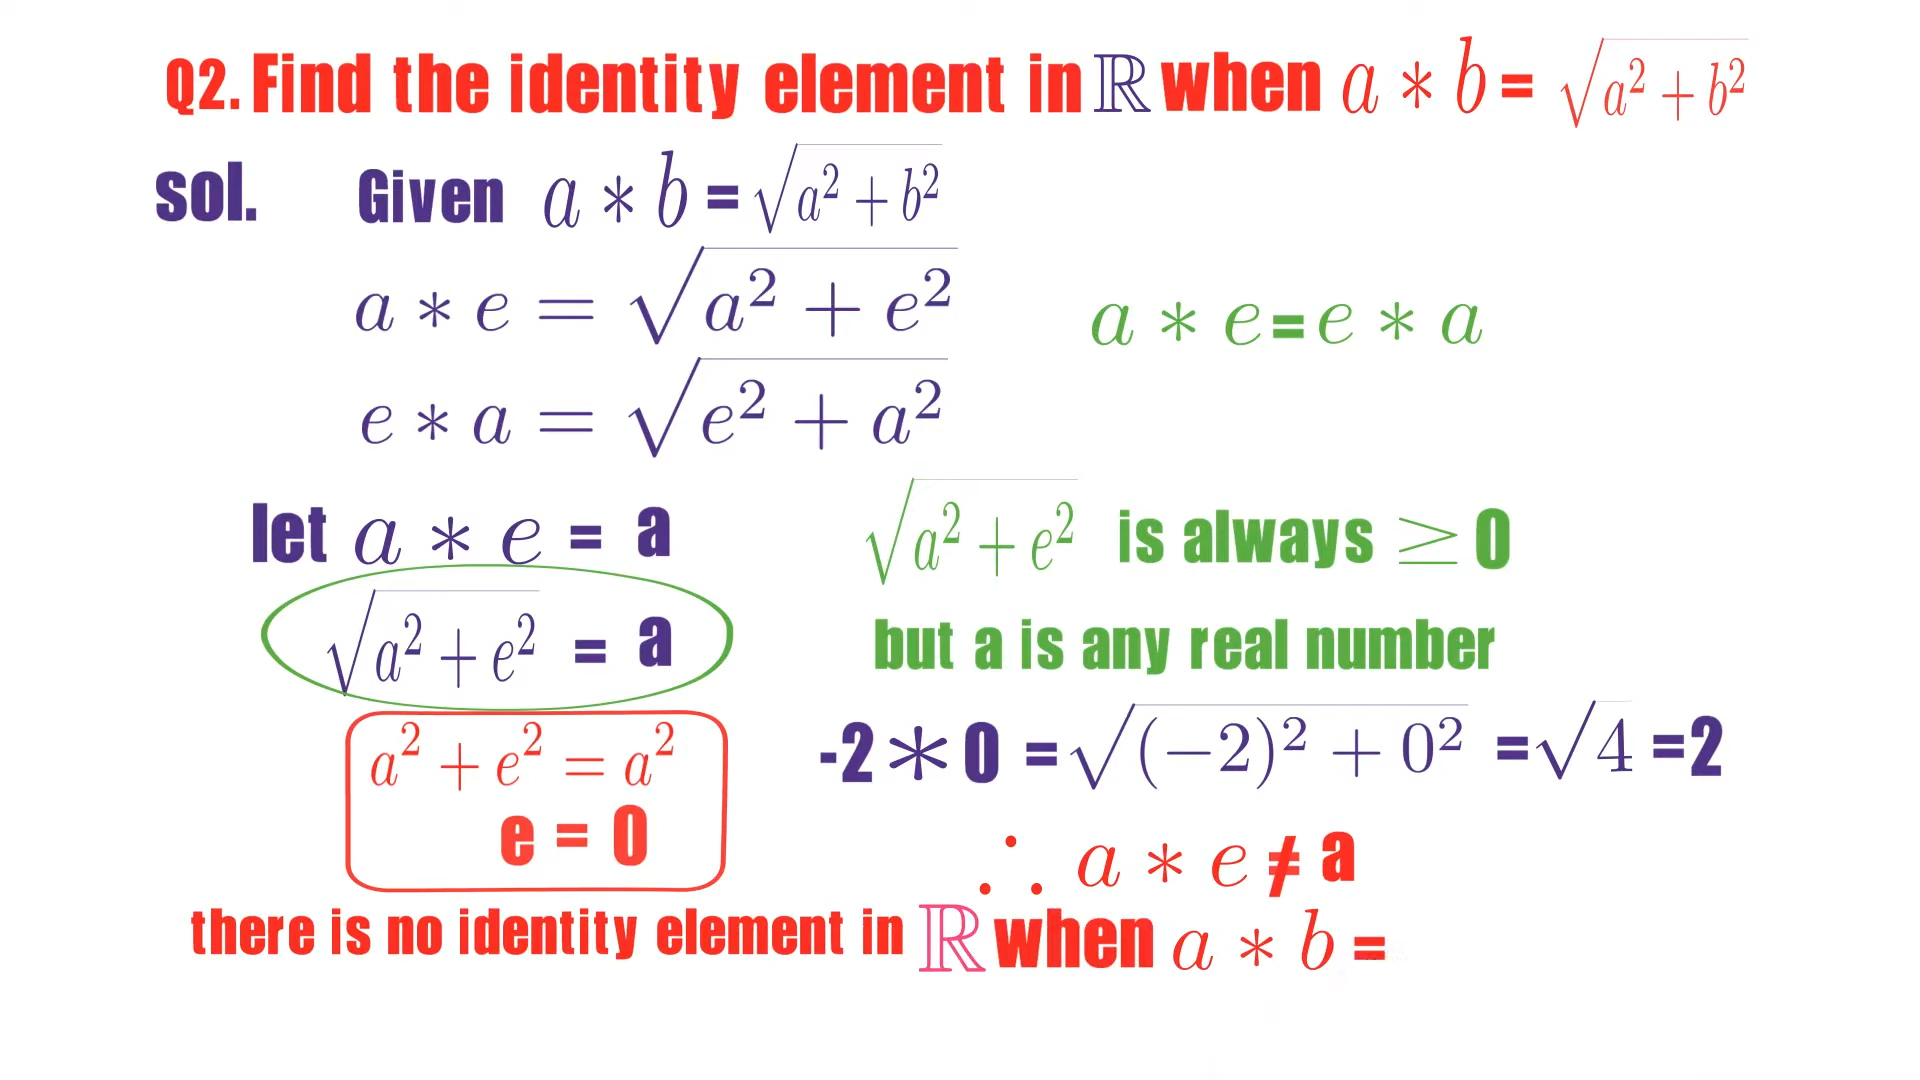 Q2. Find the identity element in ℝ when a * b = √(a² + b²)
sol. Given a * b = √(a² + b²)
a * e = √(a² + e²)
a * e = e * a
e * a = √(e² + a²)
let a * e = a
√(a² + e²) is always ≥ 0
√(a² + e²) = a
but a is any real number
a² + e² = a²
-2 * 0 = √((−2)² + 0²) = √4 = 2
e = 0
∴ a * e ≠ a
there is no identity element in ℝ when a * b =